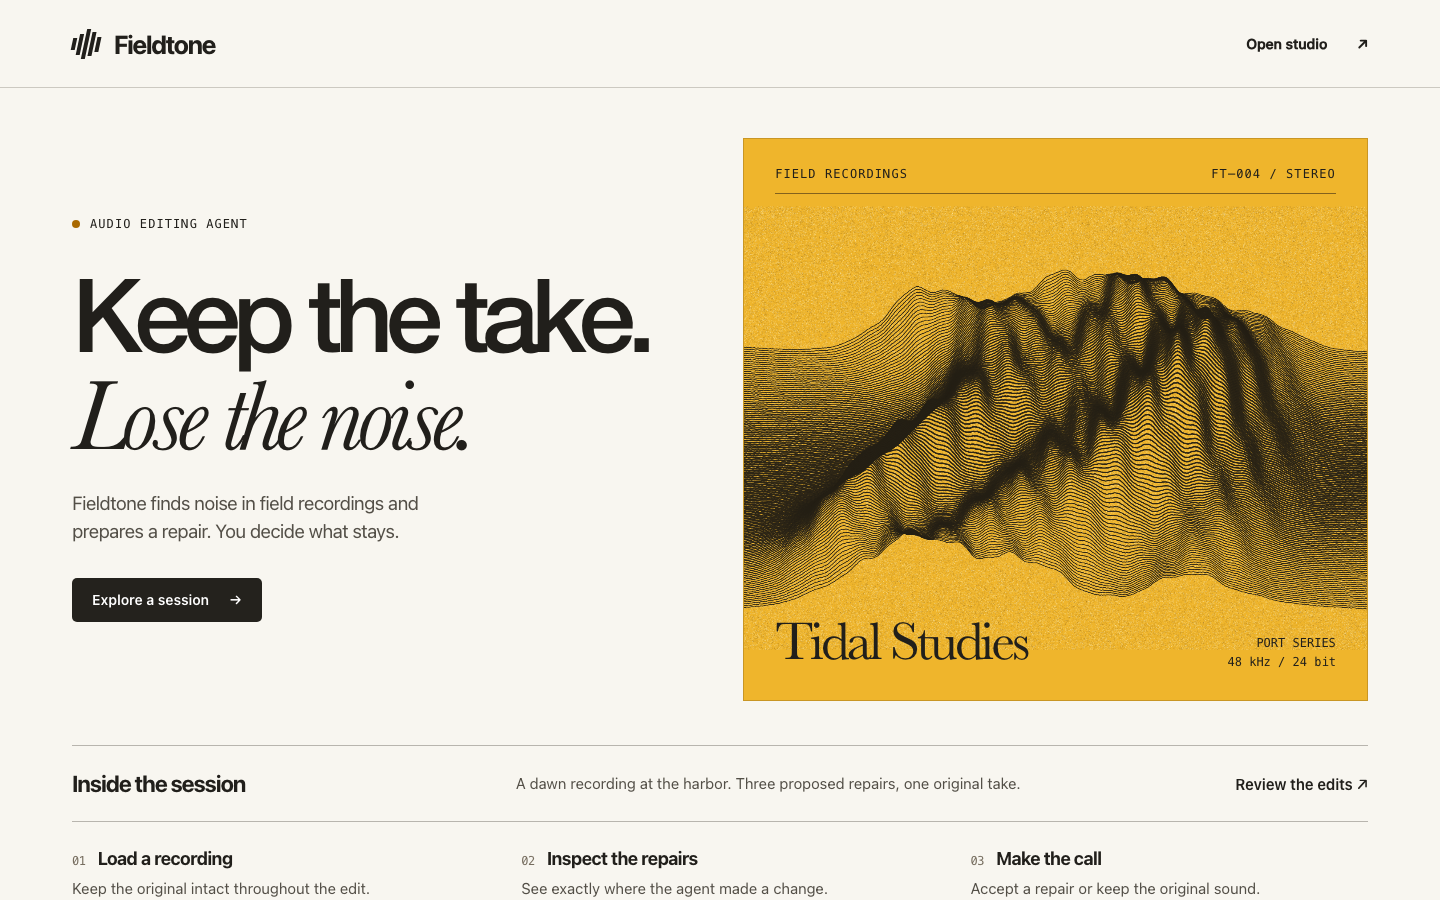 Fieldtone
Open studio ↗
AUDIO EDITING AGENT
Keep the take.
Lose the noise.
Fieldtone finds noise in field recordings and
prepares a repair. You decide what stays.
Explore a session →
FIELD RECORDINGS
FT—004 / STEREO
Tidal Studies
PORT SERIES
48 kHz / 24 bit
Inside the session
A dawn recording at the harbor. Three proposed repairs, one original take.
Review the edits ↗
01 Load a recording
Keep the original intact throughout the edit.
02 Inspect the repairs
See exactly where the agent made a change.
03 Make the call
Accept a repair or keep the original sound.